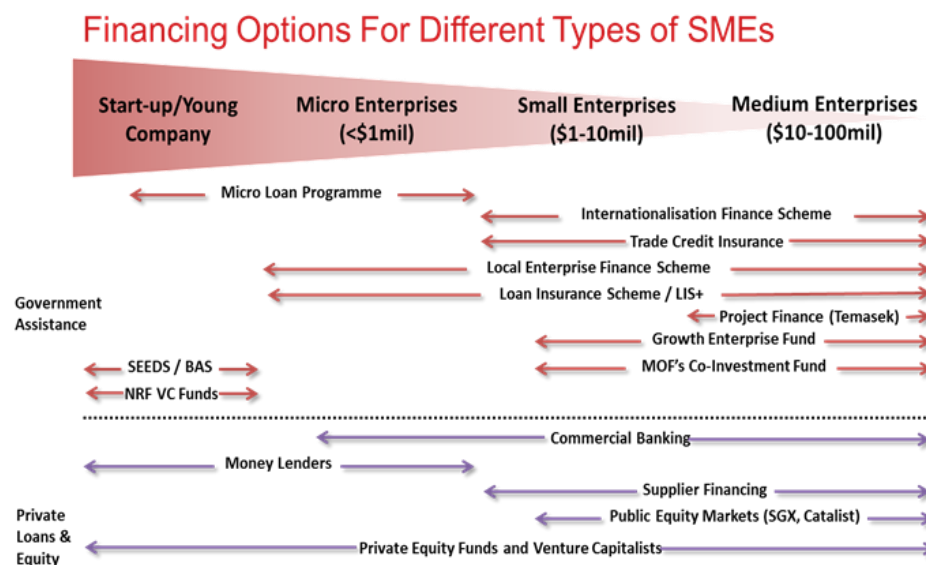 Financing Options For Different Types of SMEs
Start-up/Young
Company
Micro Enterprises
(<$1mil)
Small Enterprises
($1-10mil)
Medium Enterprises
($10-100mil)
Micro Loan Programme
Internationalisation Finance Scheme
Trade Credit Insurance
Local Enterprise Finance Scheme
Loan Insurance Scheme / LIS+
Government
Assistance
Project Finance (Temasek)
Growth Enterprise Fund
SEEDS / BAS
MOF's Co-Investment Fund
NRF VC Funds
Commercial Banking
Money Lenders
Supplier Financing
Private
Loans &
Equity
Public Equity Markets (SGX, Catalist)
Private Equity Funds and Venture Capitalists